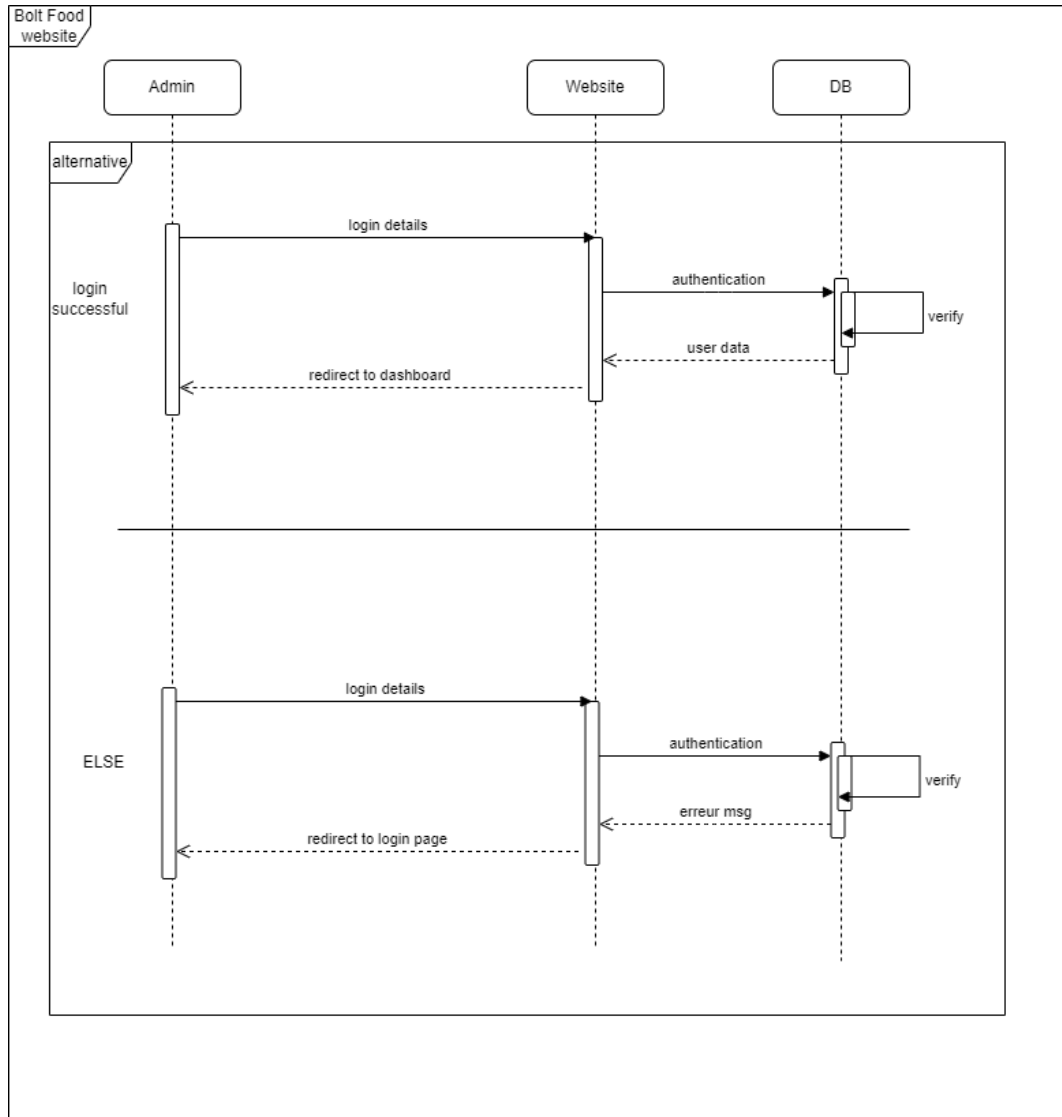 Bolt Food
website
Admin
Website
DB
alternative
login details
login
successful
authentication
verify
user data
redirect to dashboard
login details
ELSE
authentication
verify
erreur msg
redirect to login page